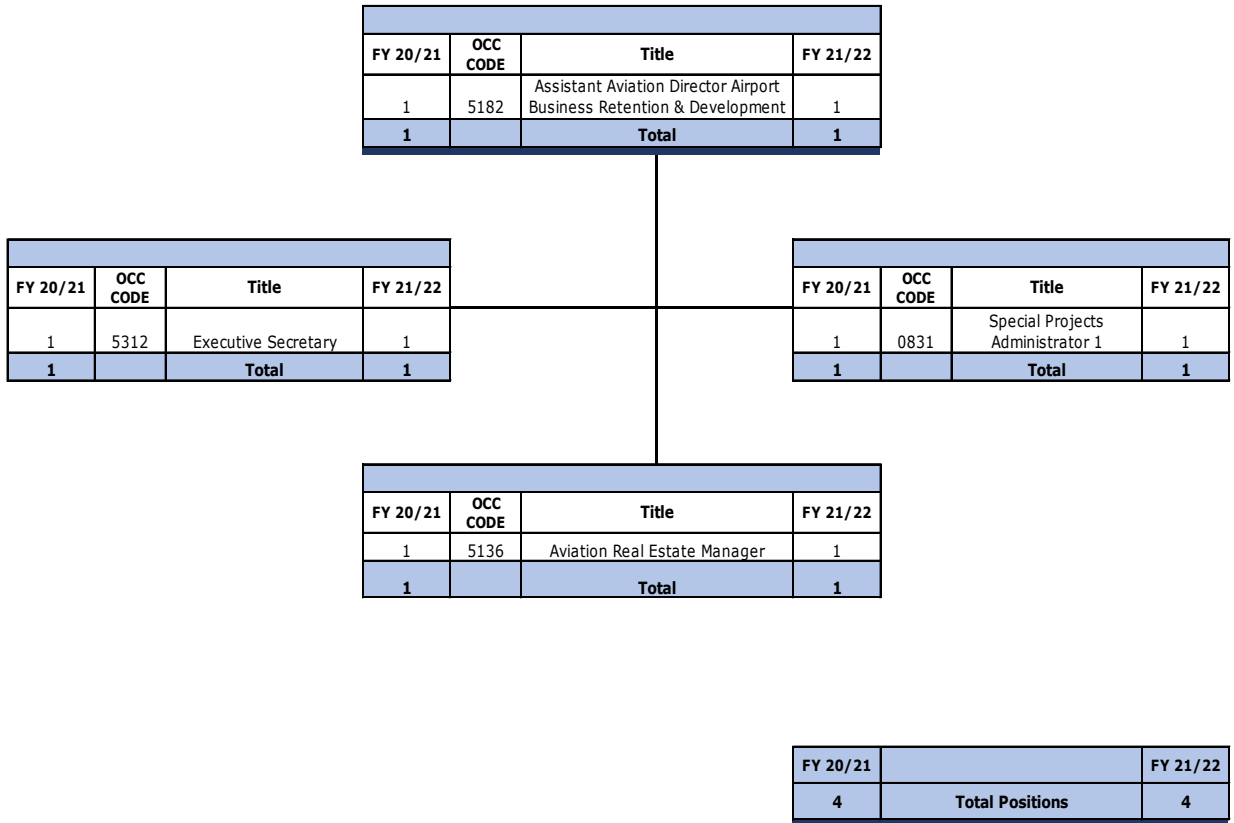 FY 20/21 OCC CODE Title FY 21/22
1 5182 Assistant Aviation Director Airport Business Retention & Development 1
1 Total 1
FY 20/21 OCC CODE Title FY 21/22
1 5312 Executive Secretary 1
1 Total 1
FY 20/21 OCC CODE Title FY 21/22
1 0831 Special Projects Administrator 1 1
1 Total 1
FY 20/21 OCC CODE Title FY 21/22
1 5136 Aviation Real Estate Manager 1
1 Total 1
FY 20/21 FY 21/22
4 Total Positions 4